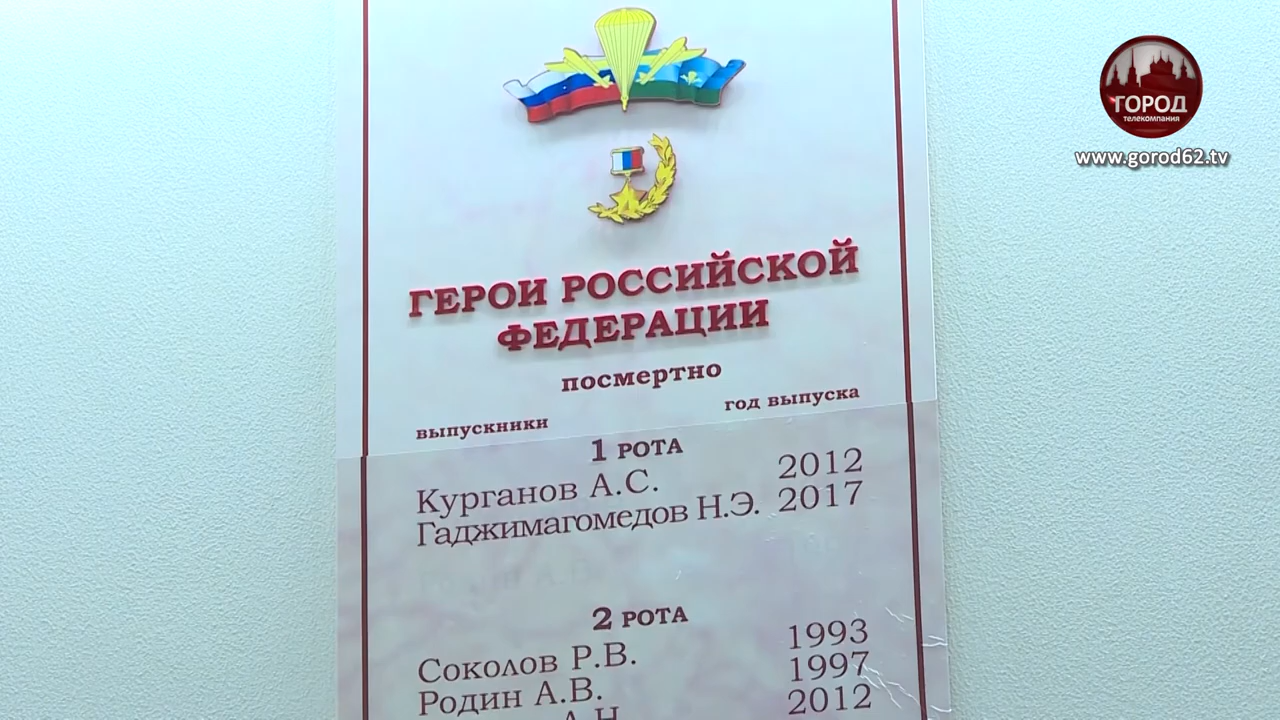 ГОРОД
телекомпания
www.gorod62.tv
ГЕРОИ РОССИЙСКОЙ
ФЕДЕРАЦИИ
посмертно
выпускники год выпуска
1 РОТА
Курганов А.С. 2012
Гаджимагомедов Н.Э. 2017
2 РОТА
Соколов Р.В. 1993
Родин А.В. 1997
А.Н. 2012